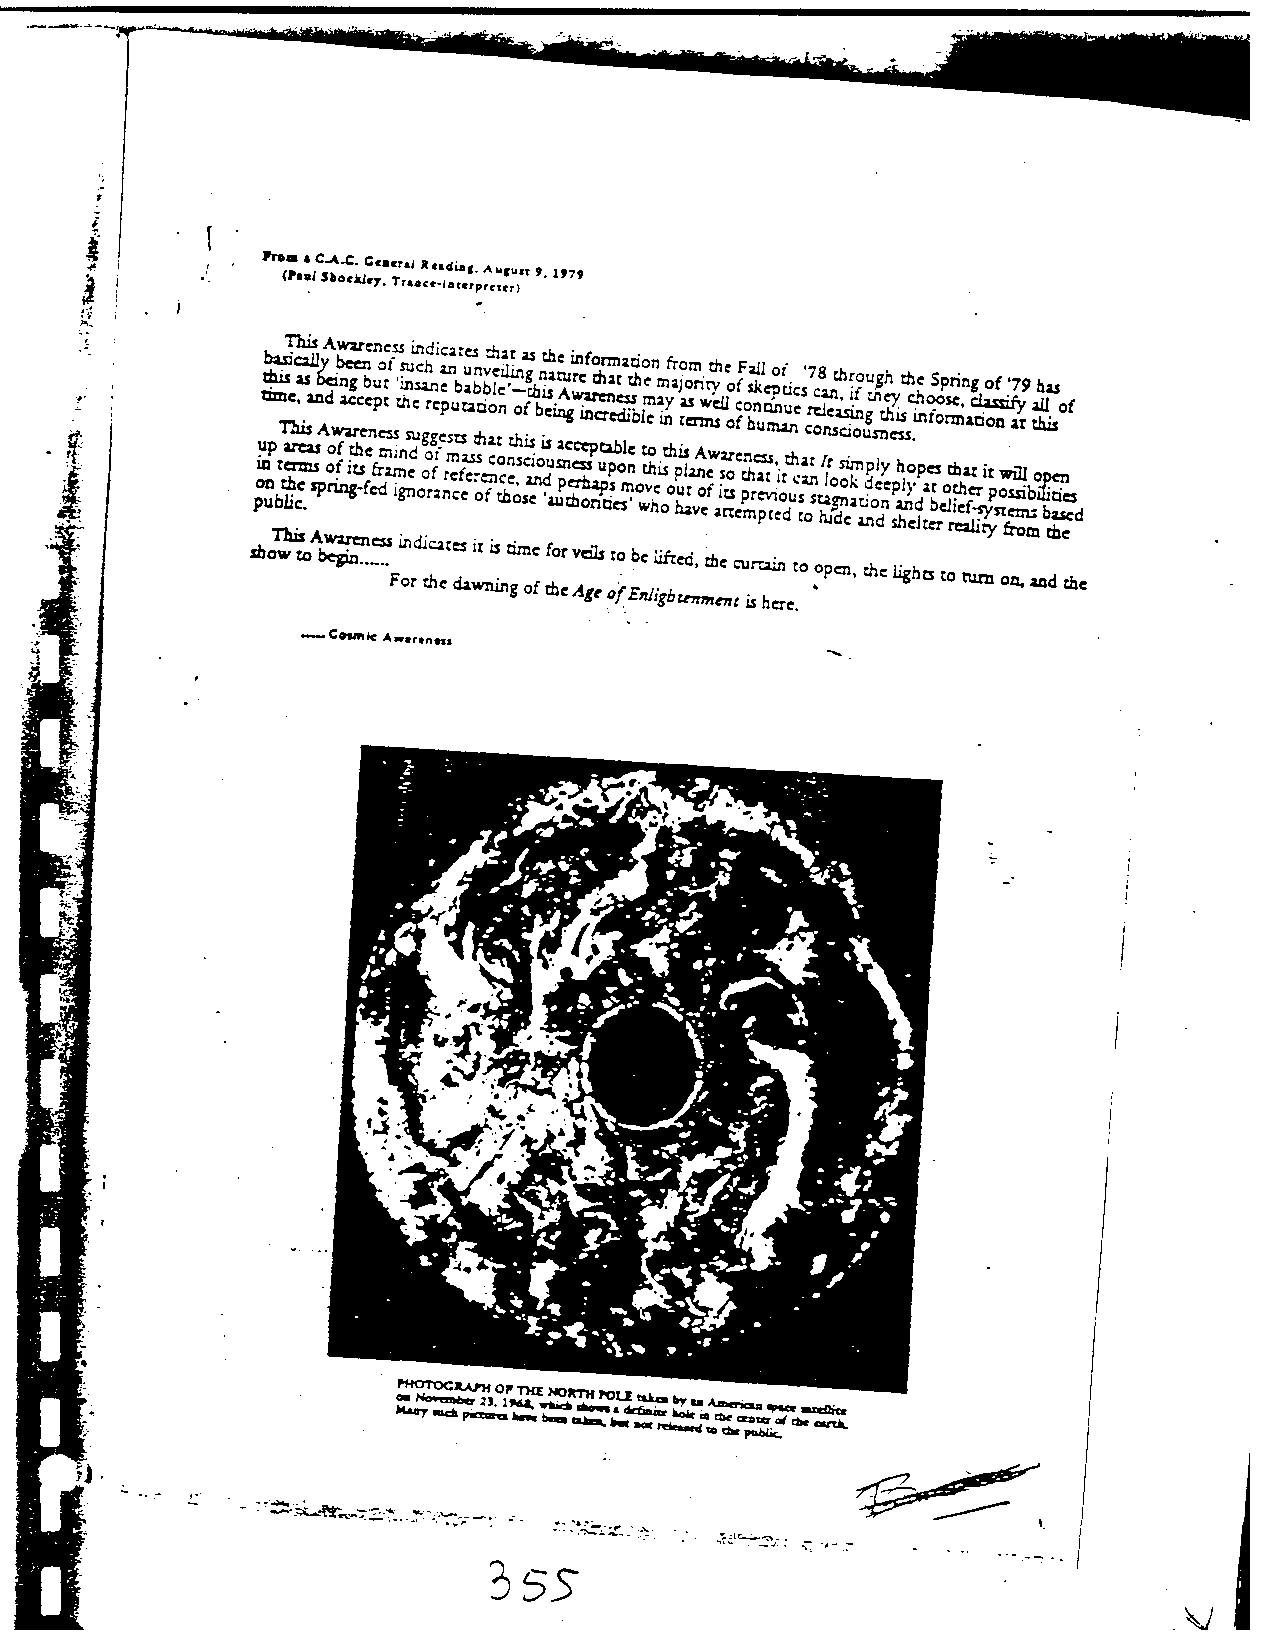 From a C.A.C. General Reading, August 9, 1979
(Paul Shockley, Trance-interpreter)
This Awareness indicates that as the information from the Fall of '78 through the Spring of '79 has
basically been of such an unveiling nature that the majority of skeptics can, if they choose, classify all of
this as being but 'insane babble'—this Awareness may as well continue releasing this information at this
time, and accept the reputation of being incredible in terms of human consciousness.
This Awareness suggests that this is acceptable to this Awareness, that It simply hopes that it will open
up areas of the mind of mass consciousness upon this plane so that it can look deeply at other possibilities
in terms of its frame of reference, and perhaps move out of its previous stagnation and belief-systems based
on the spring-fed ignorance of those 'authorities' who have attempted to hide and shelter reality from the
public.
This Awareness indicates it is time for veils to be lifted, the curtain to open, the lights to turn on, and the
show to begin......
For the dawning of the Age of Enlightenment is here.
—— Cosmic Awareness
PHOTOGRAPH OF THE NORTH POLE taken by an American space satellite
on November 23, 1968, which shows a definite hole in the center of the earth.
Many such pictures have been taken, but not released to the public.
355